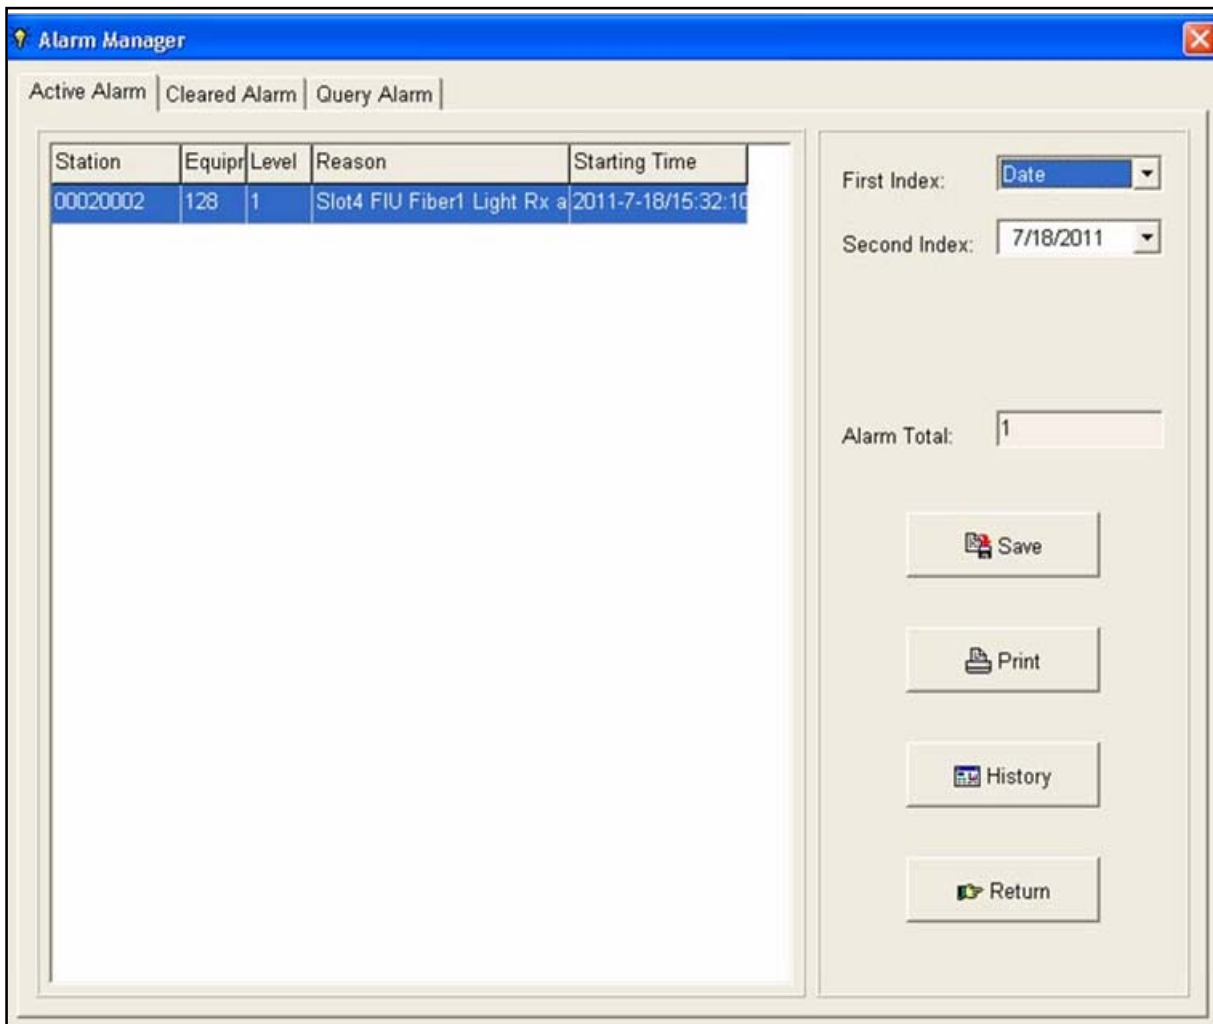 Alarm Manager
Active Alarm Cleared Alarm Query Alarm
Station Equipr Level Reason Starting Time
00020002 128 1 Slot4 FIU Fiber1 Light Rx a 2011-7-18/15:32:10
First Index: Date
Second Index: 7/18/2011
Alarm Total: 1
Save
Print
History
Return